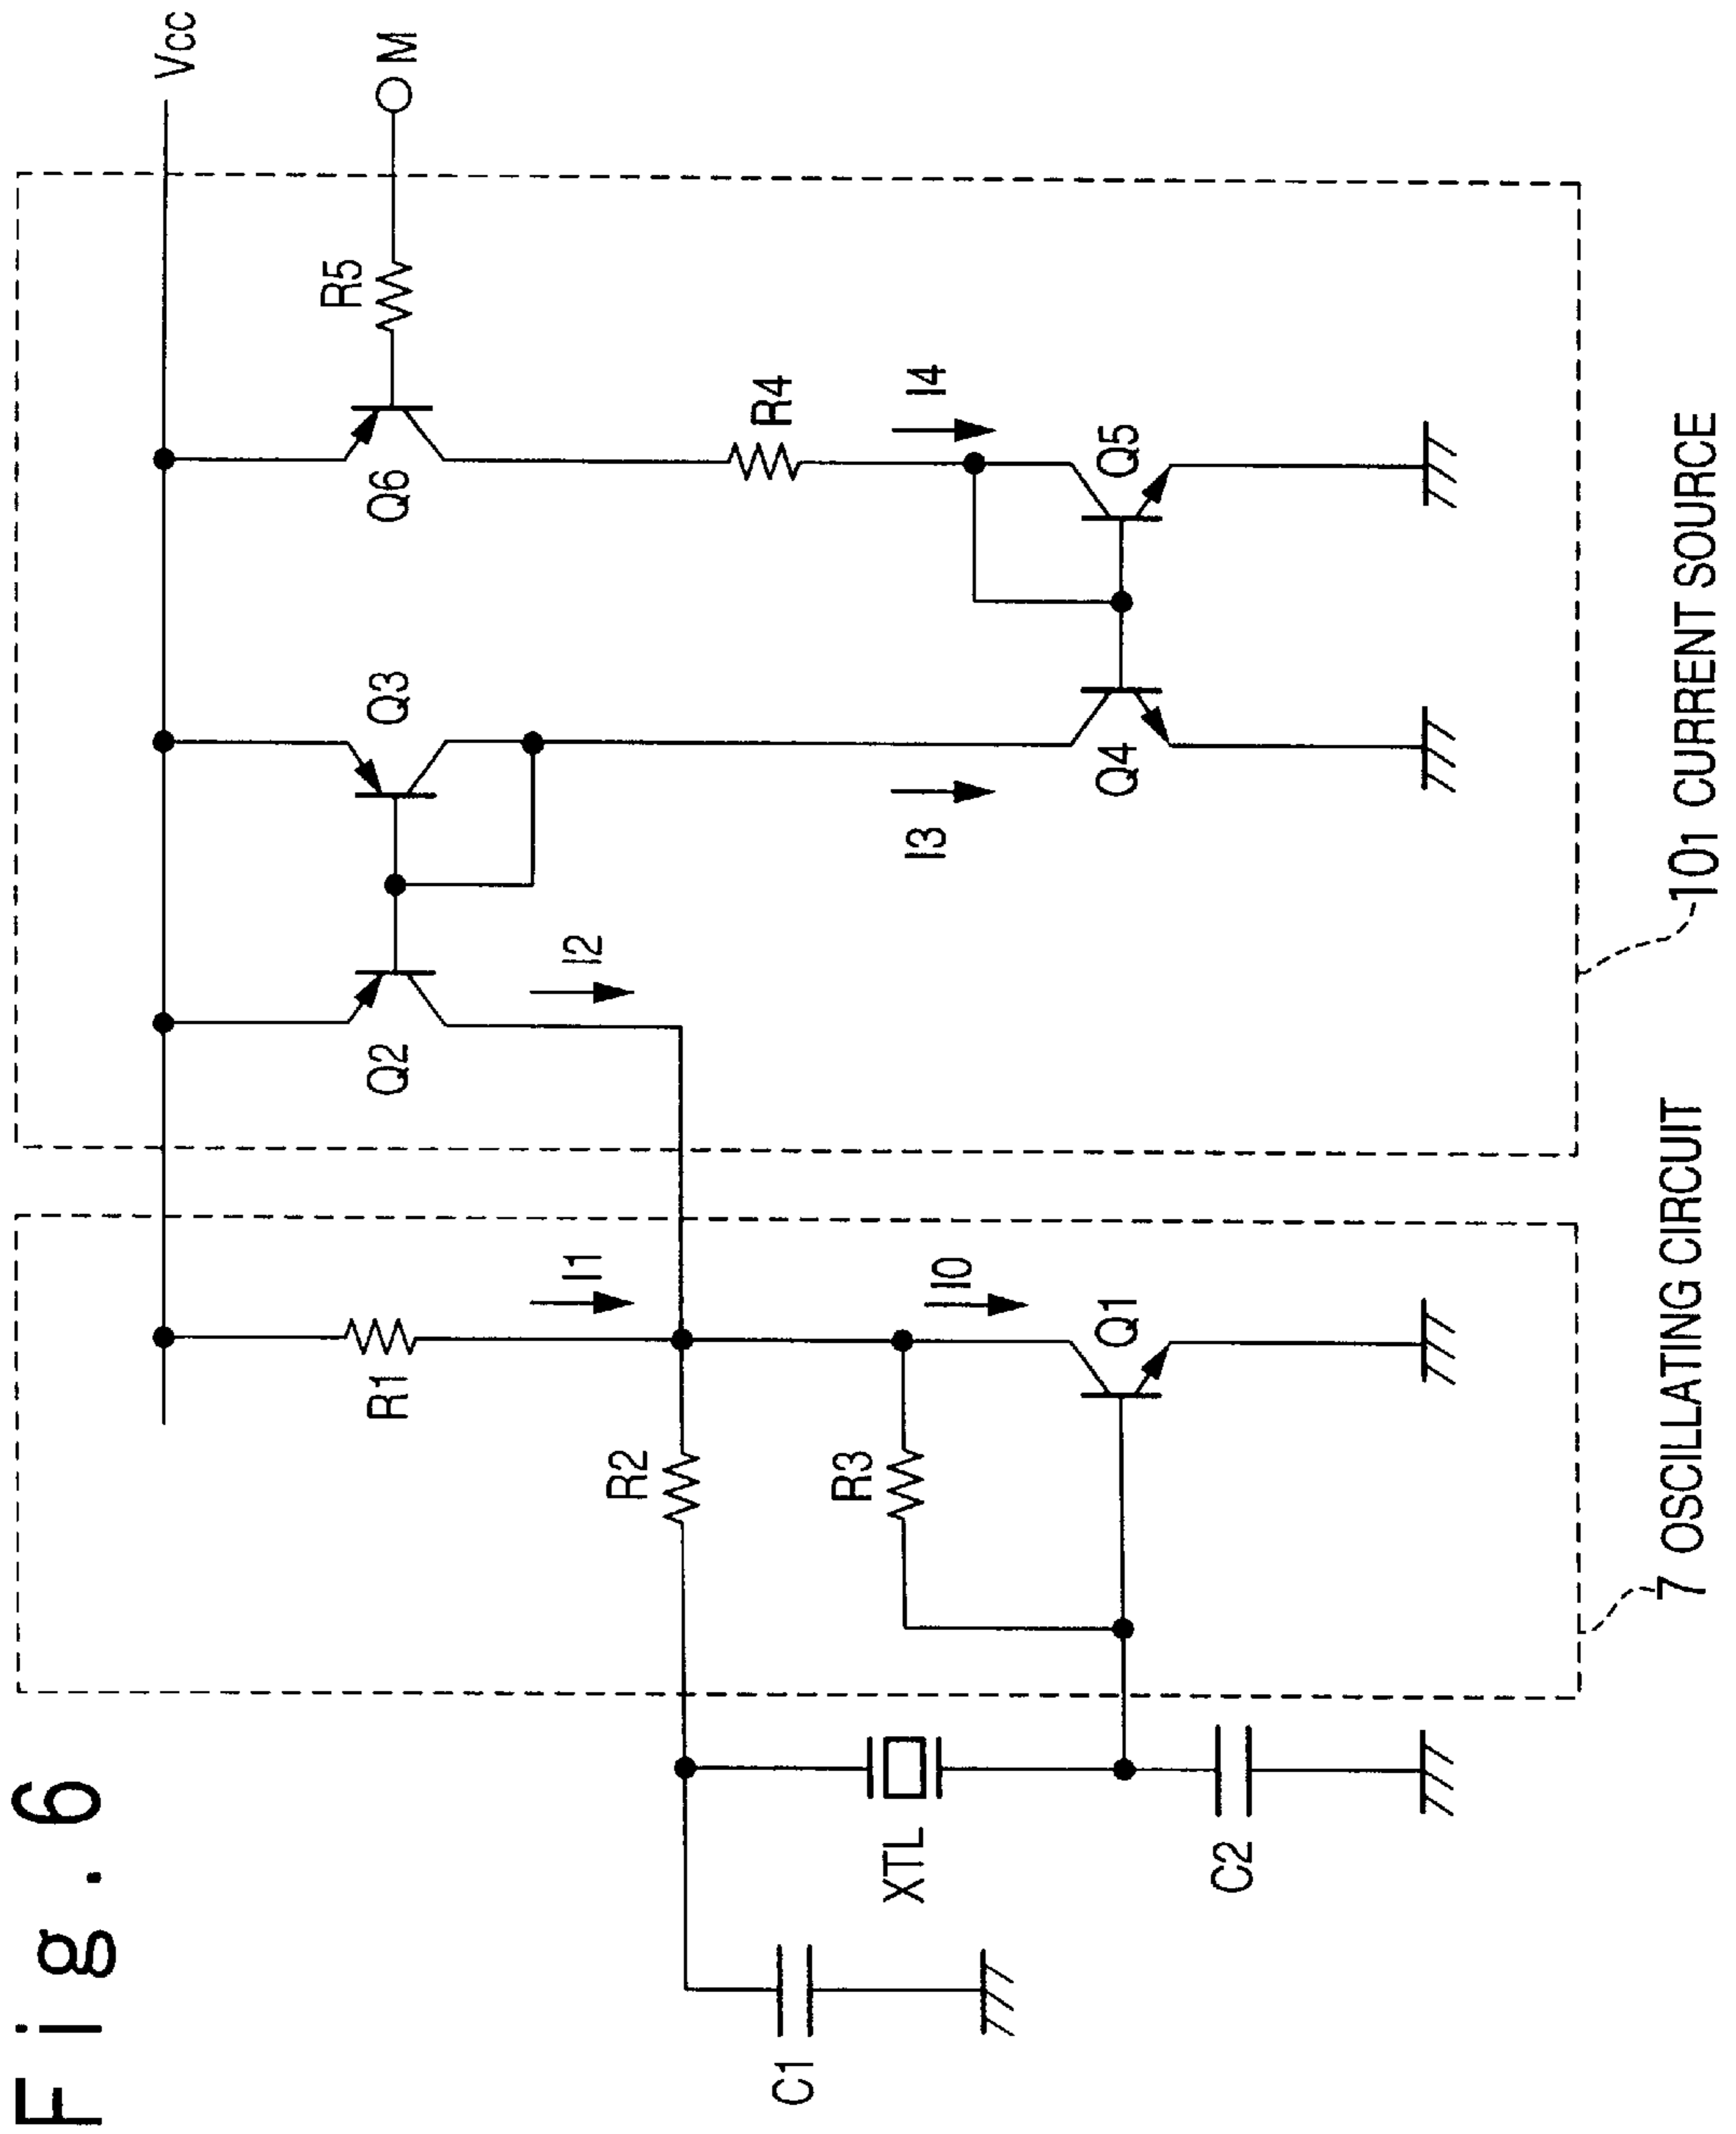 Fig. 6
Vcc
M
R5
Q6
Q3
Q2
R4
I4
Q5
I3
Q4
I2
I1
R1
I0
Q1
R2
R3
XTL
C1
C2
7 OSCILLATING CIRCUIT
101 CURRENT SOURCE